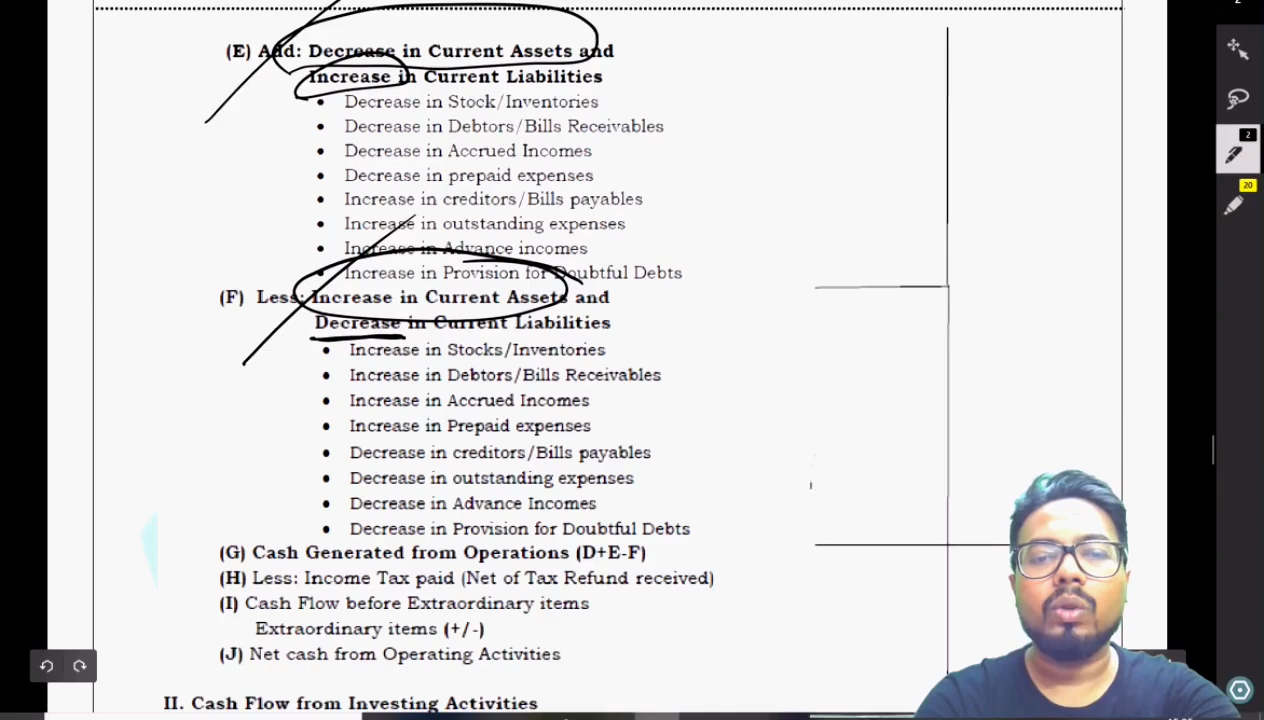 2
(E) Add: Decrease in Current Assets and
Increase in Current Liabilities
• Decrease in Stock/Inventories
• Decrease in Debtors/Bills Receivables
• Decrease in Accrued Incomes
• Decrease in prepaid expenses
• Increase in creditors/Bills payables
• Increase in outstanding expenses
• Increase in Advance incomes
• Increase in Provision for Doubtful Debts
(F) Less: Increase in Current Assets and
Decrease in Current Liabilities
• Increase in Stocks/Inventories
• Increase in Debtors/Bills Receivables
• Increase in Accrued Incomes
• Increase in Prepaid expenses
• Decrease in creditors/Bills payables
• Decrease in outstanding expenses
• Decrease in Advance Incomes
• Decrease in Provision for Doubtful Debts
(G) Cash Generated from Operations (D+E-F)
(H) Less: Income Tax paid (Net of Tax Refund received)
(I) Cash Flow before Extraordinary items
Extraordinary items (+/-)
(J) Net cash from Operating Activities
II. Cash Flow from Investing Activities
2
20